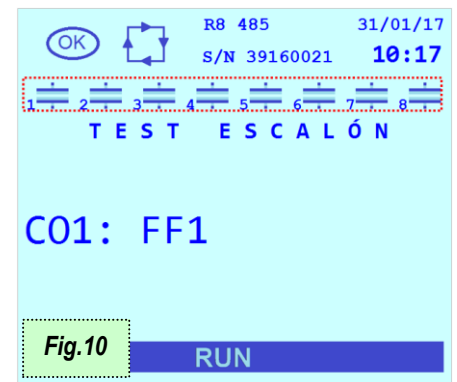 OK R8 485 31/01/17
S/N 39160021 10:17
1 2 3 4 5 6 7 8
TEST ESCALÓN
C01: FF1
Fig.10 RUN